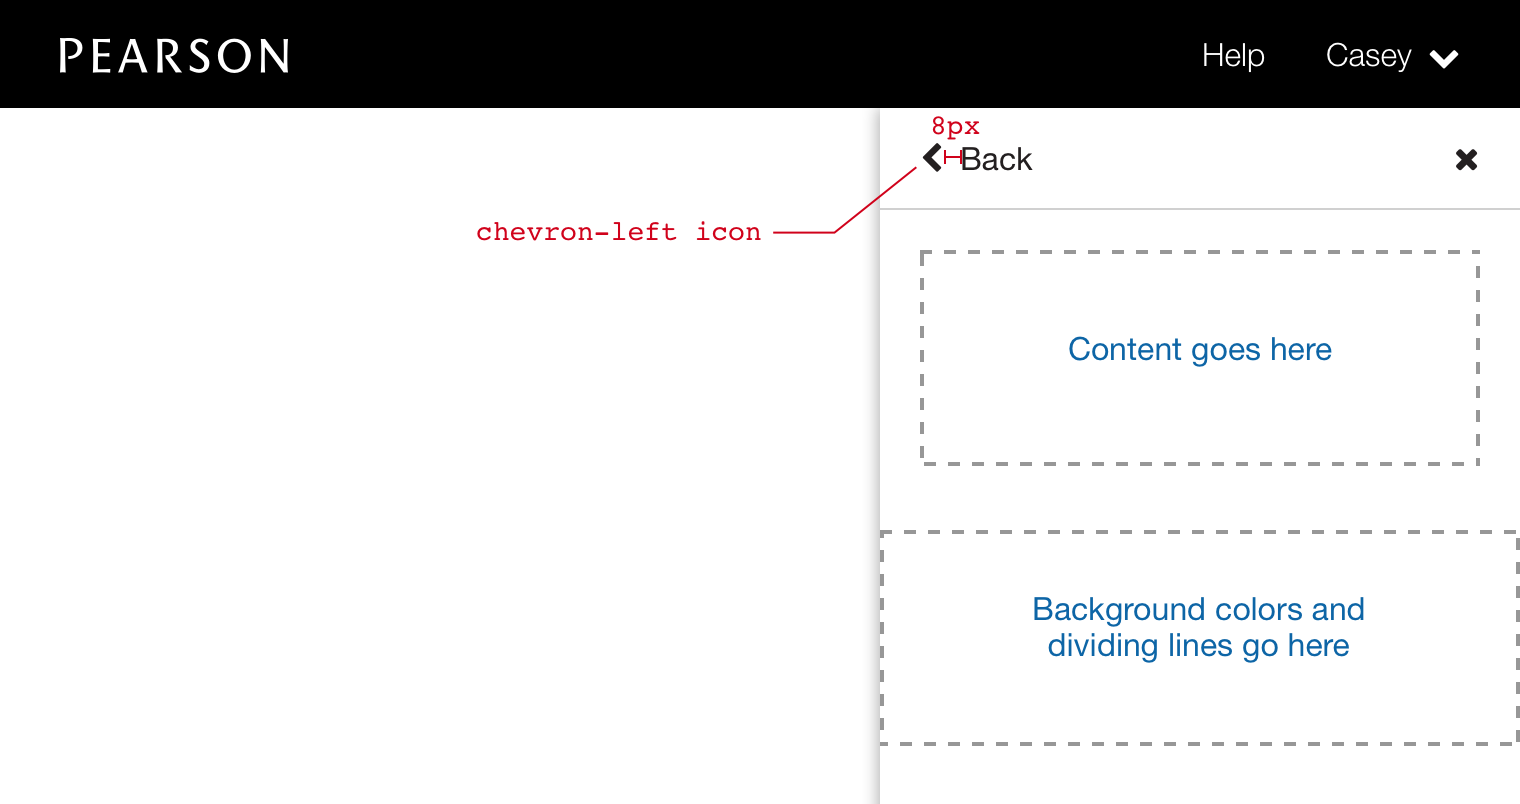 PEARSON
Help
Casey
8px
Back
chevron-left icon
Content goes here
Background colors and
dividing lines go here